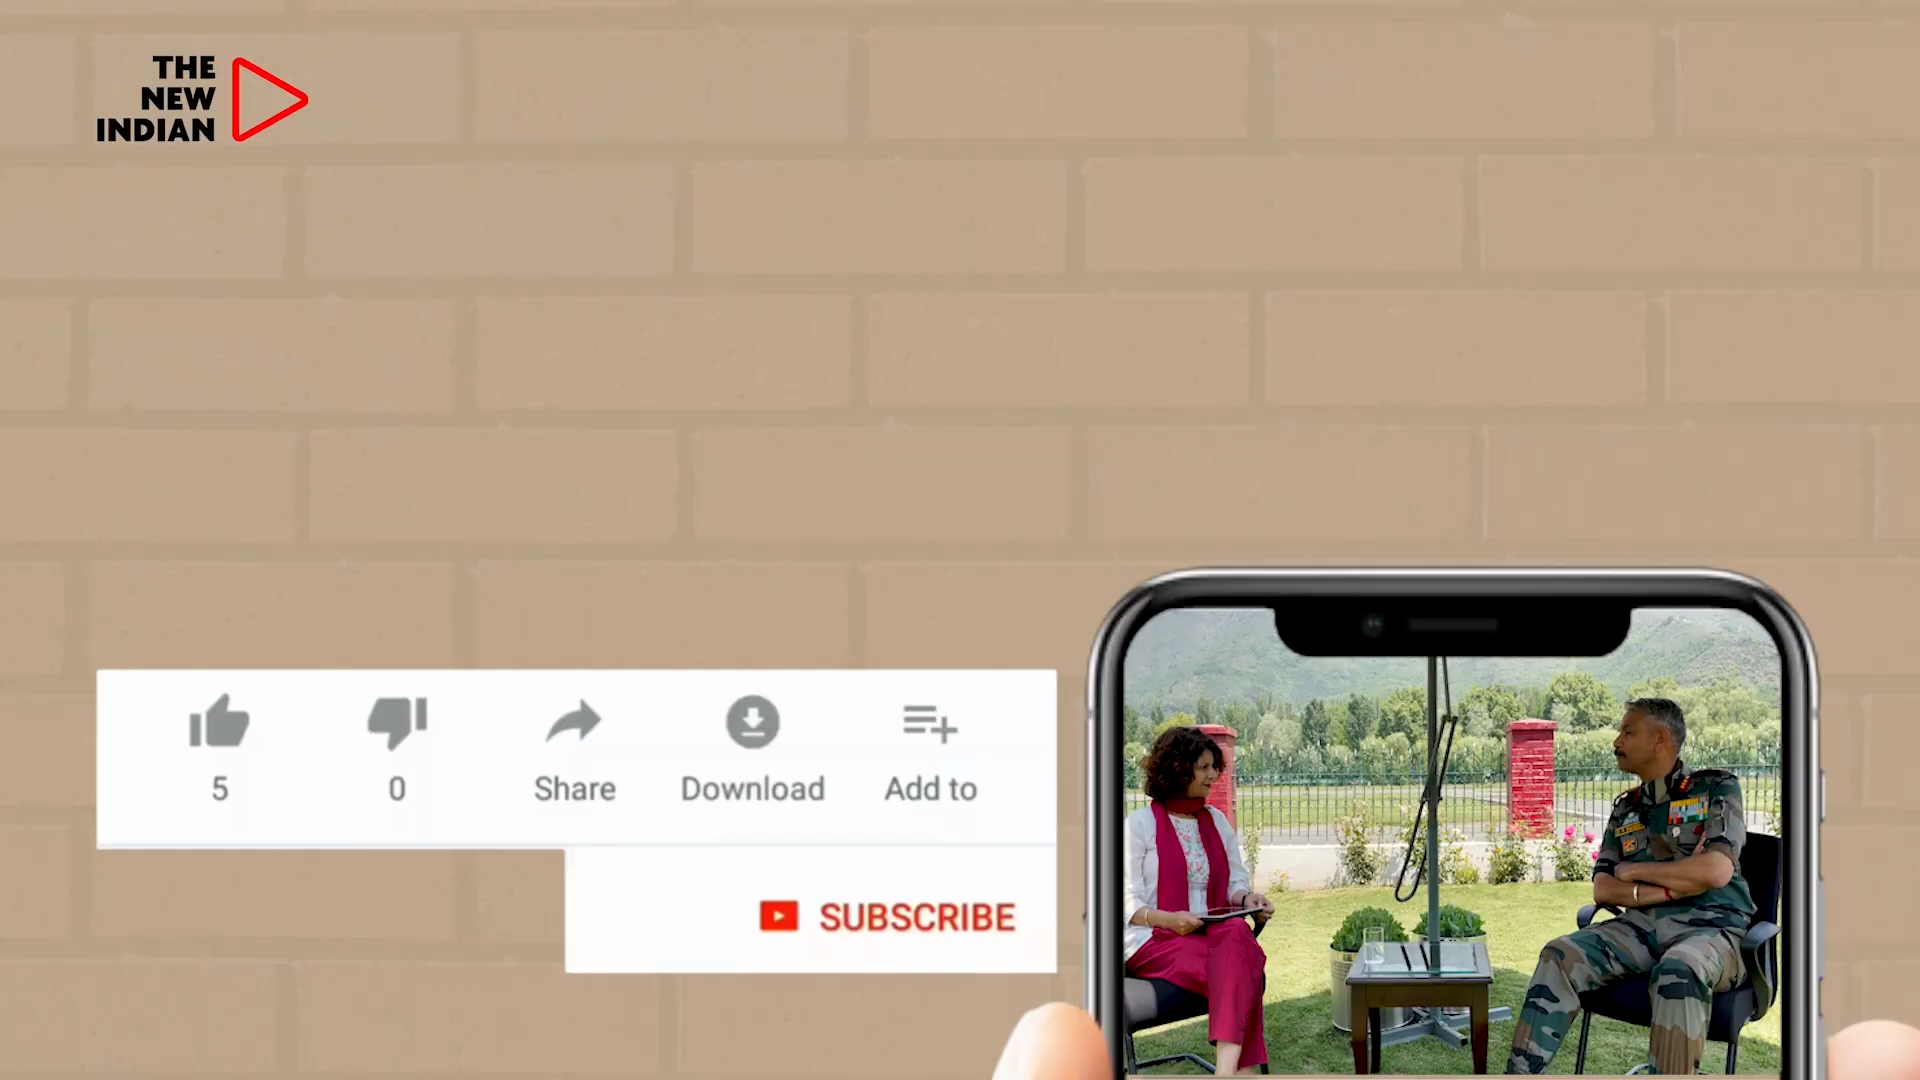 THE
NEW
INDIAN
5 0 Share Download Add to
SUBSCRIBE